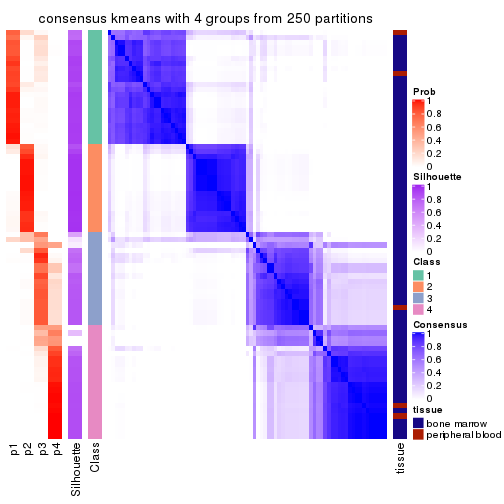 consensus kmeans with 4 groups from 250 partitions
Prob
1
0.8
0.6
0.4
0.2
0
Silhouette
1
0.8
0.6
0.4
0.2
0
Class
1
2
3
4
Consensus
1
0.8
0.6
0.4
0.2
0
tissue
bone marrow
peripheral blood
p1
p2
p3
p4
Silhouette
Class
tissue